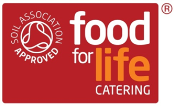 SOIL ASSOCIATION
APPROVED
food
for life
CATERING
®